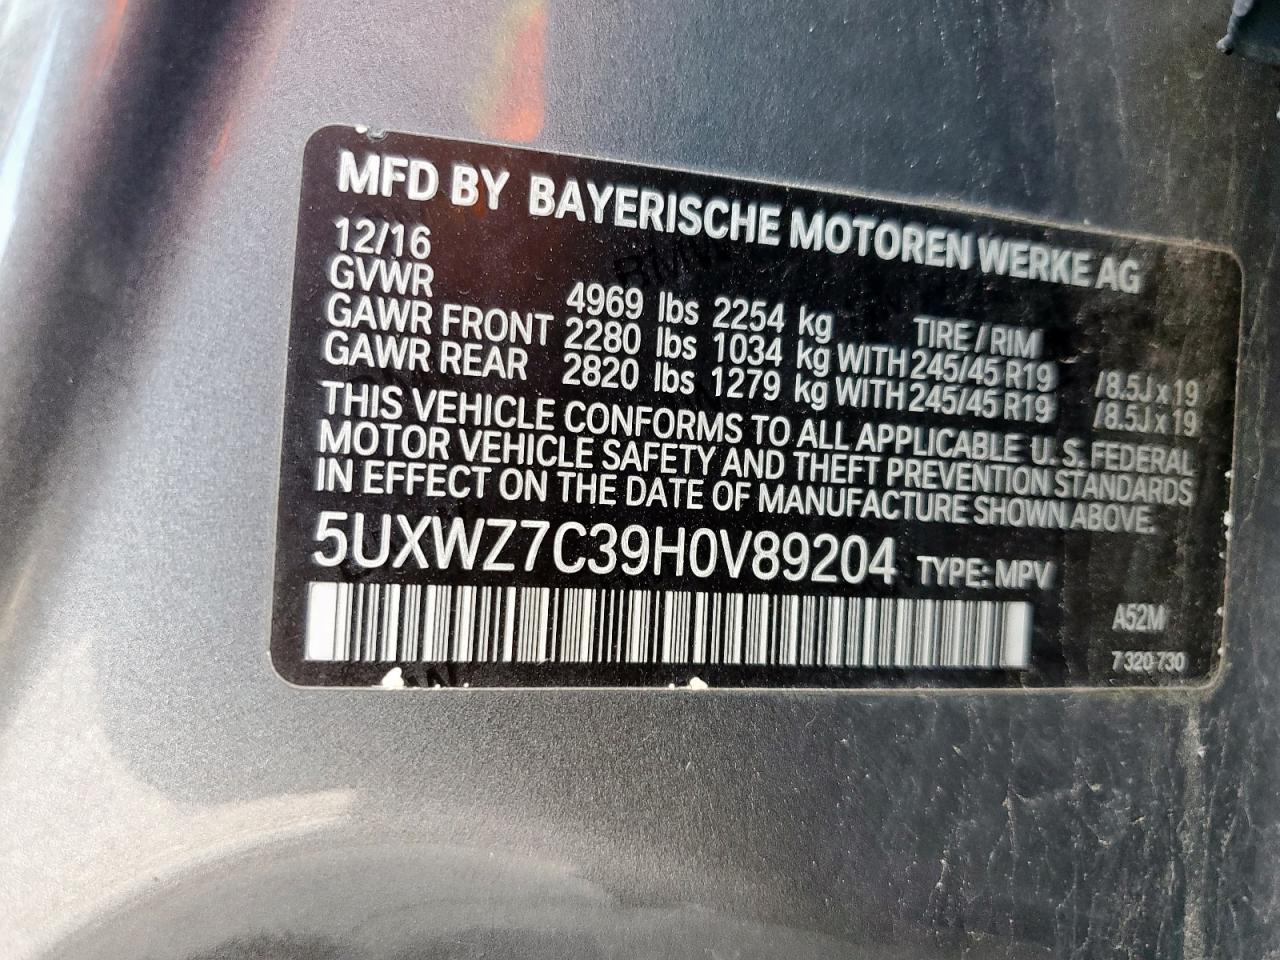 MFD BY BAYERISCHE MOTOREN WERKE AG
12/16
GVWR 4969 lbs 2254 kg TIRE / RIM
GAWR FRONT 2280 lbs 1034 kg WITH 245/45 R19 /8.5J x 19
GAWR REAR 2820 lbs 1279 kg WITH 245/45 R19 /8.5J x 19
THIS VEHICLE CONFORMS TO ALL APPLICABLE U.S. FEDERAL
MOTOR VEHICLE SAFETY AND THEFT PREVENTION STANDARDS
IN EFFECT ON THE DATE OF MANUFACTURE SHOWN ABOVE.
5UXWZ7C39H0V89204 TYPE: MPV
A52M
7 320 730